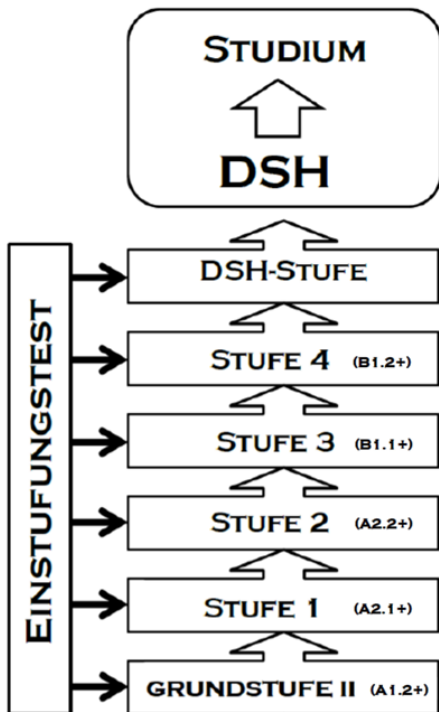 STUDIUM
DSH
EINSTUFUNGSTEST
DSH-STUFE
STUFE 4 (B1.2+)
STUFE 3 (B1.1+)
STUFE 2 (A2.2+)
STUFE 1 (A2.1+)
GRUNDSTUFE II (A1.2+)